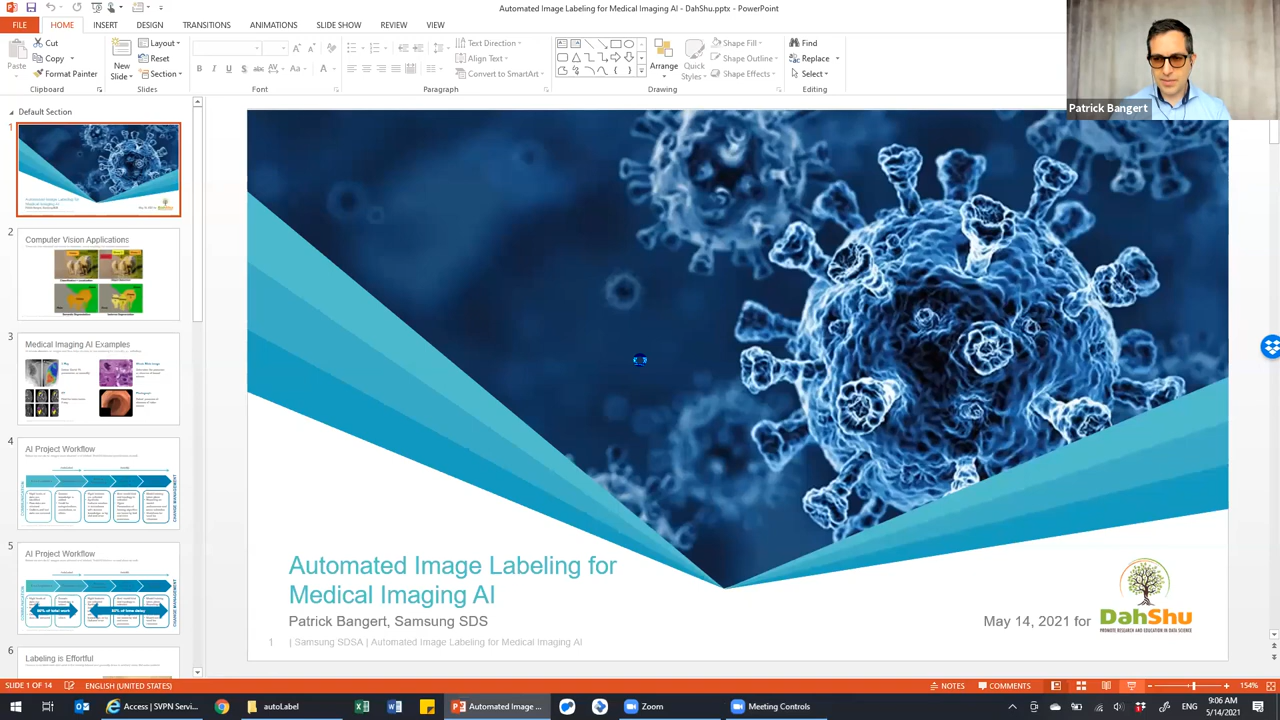 Automated Image Labeling for Medical Imaging AI - DahShu.pptx - PowerPoint
FILE HOME INSERT DESIGN TRANSITIONS ANIMATIONS SLIDE SHOW REVIEW VIEW
Cut
Copy
Format Painter
Paste
Clipboard
New
Slide
Layout
Reset
Section
Slides
Font
Text Direction
Align Text
Convert to SmartArt
Paragraph
Arrange
Quick
Styles
Shape Fill
Shape Outline
Shape Effects
Drawing
Find
Replace
Select
Editing
Patrick Bangert
Default Section
1
2
Computer Vision Applications
3
Medical Imaging AI Examples
4
AI Project Workflow
5
AI Project Workflow
6
Labeling is Effortful
Automated Image Labeling for
Medical Imaging AI
Patrick Bangert, Samsung SDS
May 14, 2021 for
DahShu
PROMOTE RESEARCH AND EDUCATION IN DATA SCIENCE
1 | Samsung SDSA | Automated Image Labeling for Medical Imaging AI
SLIDE 1 OF 14 ENGLISH (UNITED STATES) NOTES COMMENTS 154%
Access | SVPN Servi... autoLabel Automated Image ... Zoom Meeting Controls
9:06 AM
5/14/2021